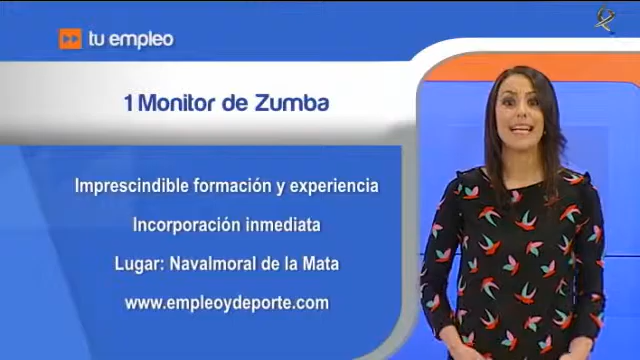 tu empleo
1 Monitor de Zumba
Imprescindible formación y experiencia
Incorporación inmediata
Lugar: Navalmoral de la Mata
www.empleoydeporte.com